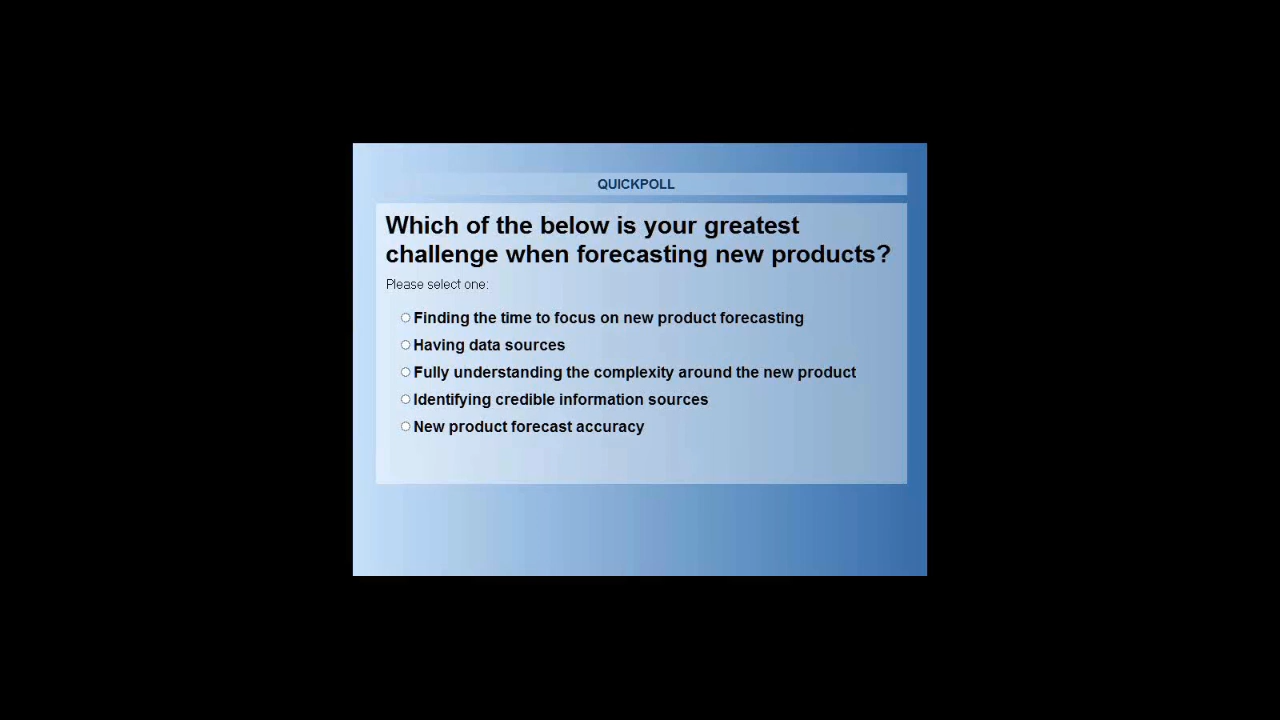 QUICKPOLL
Which of the below is your greatest
challenge when forecasting new products?
Please select one:
Finding the time to focus on new product forecasting
Having data sources
Fully understanding the complexity around the new product
Identifying credible information sources
New product forecast accuracy